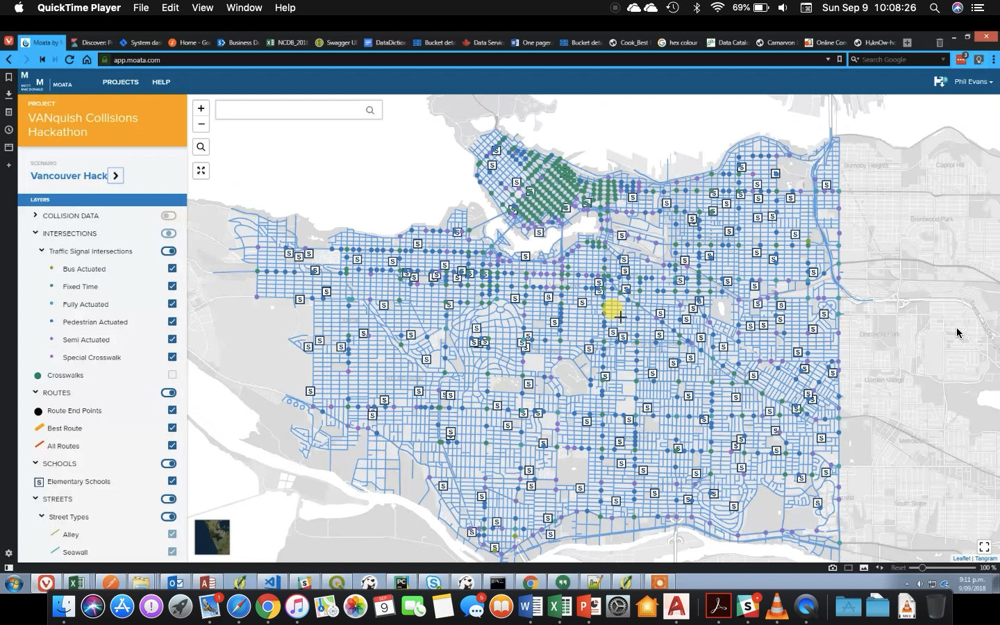 QuickTime Player File Edit View Window Help 69% Sun Sep 9 10:08:26
Moata by Discover: System das Home - Go Business D NCDB_201 Swagger U DataDiction Bucket deta Data Servic One pager. Bucket deta Cook_Best hex colour Data Catalo Carnarvon Online Con H2knOw-ho
app.moata.com Search Google 3
M
M
MOTT
MACDONALD MOATA PROJECTS HELP Phil Evans
PROJECT
VANquish Collisions
Hackathon
SCENARIO
Vancouver Hack
LAYERS
COLLISION DATA
INTERSECTIONS
Traffic Signal Intersections
Bus Actuated
Fixed Time
Fully Actuated
Pedestrian Actuated
Semi Actuated
Special Crosswalk
Crosswalks
ROUTES
Route End Points
Best Route
All Routes
SCHOOLS
S Elementary Schools
STREETS
Street Types
Alley
Seawall
Burnaby Heights
Capitol Hill
Brentwood Park
Discovery Park
Garden Village
Metrotown
South Slope
Leaflet | Tangram
Reset 100 %
9:11 p.m.
9/09/2018
SEP
9
MKV